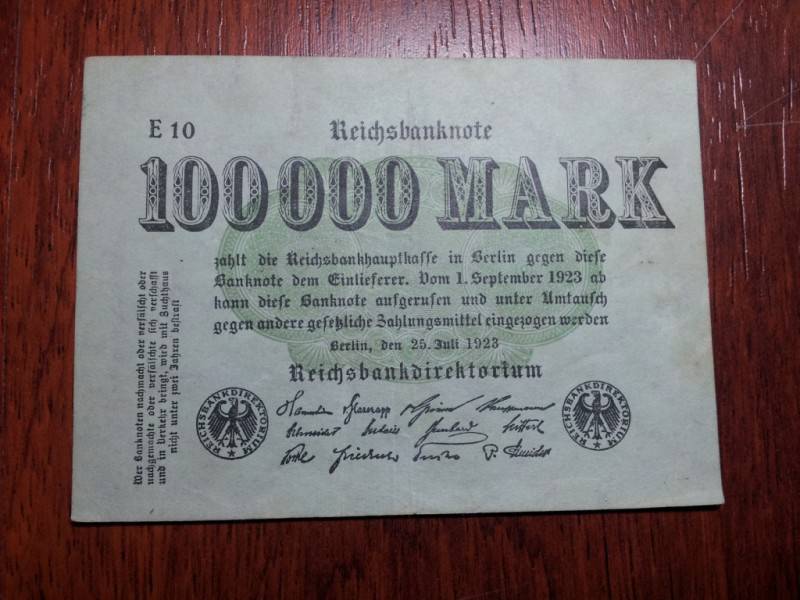 E 10
Reichsbanknote
100000 MARK
zahlt die Reichsbankhauptkasse in Berlin gegen diese
Banknote dem Einlieferer. Vom 1. September 1923 ab
kann diese Banknote aufgerufen und unter Umtausch
gegen andere gesetzliche Zahlungsmittel eingezogen werden
Berlin, den 25. Juli 1923
Reichsbankdirektorium
REICHSBANKDIREKTORIUM
REICHSBANKDIREKTORIUM
Wer Banknoten nachmacht oder verfälscht oder
nachgemachte oder verfälschte sich verschafft
und in Verkehr bringt, wird mit Zuchthaus
nicht unter zwei Jahren bestraft